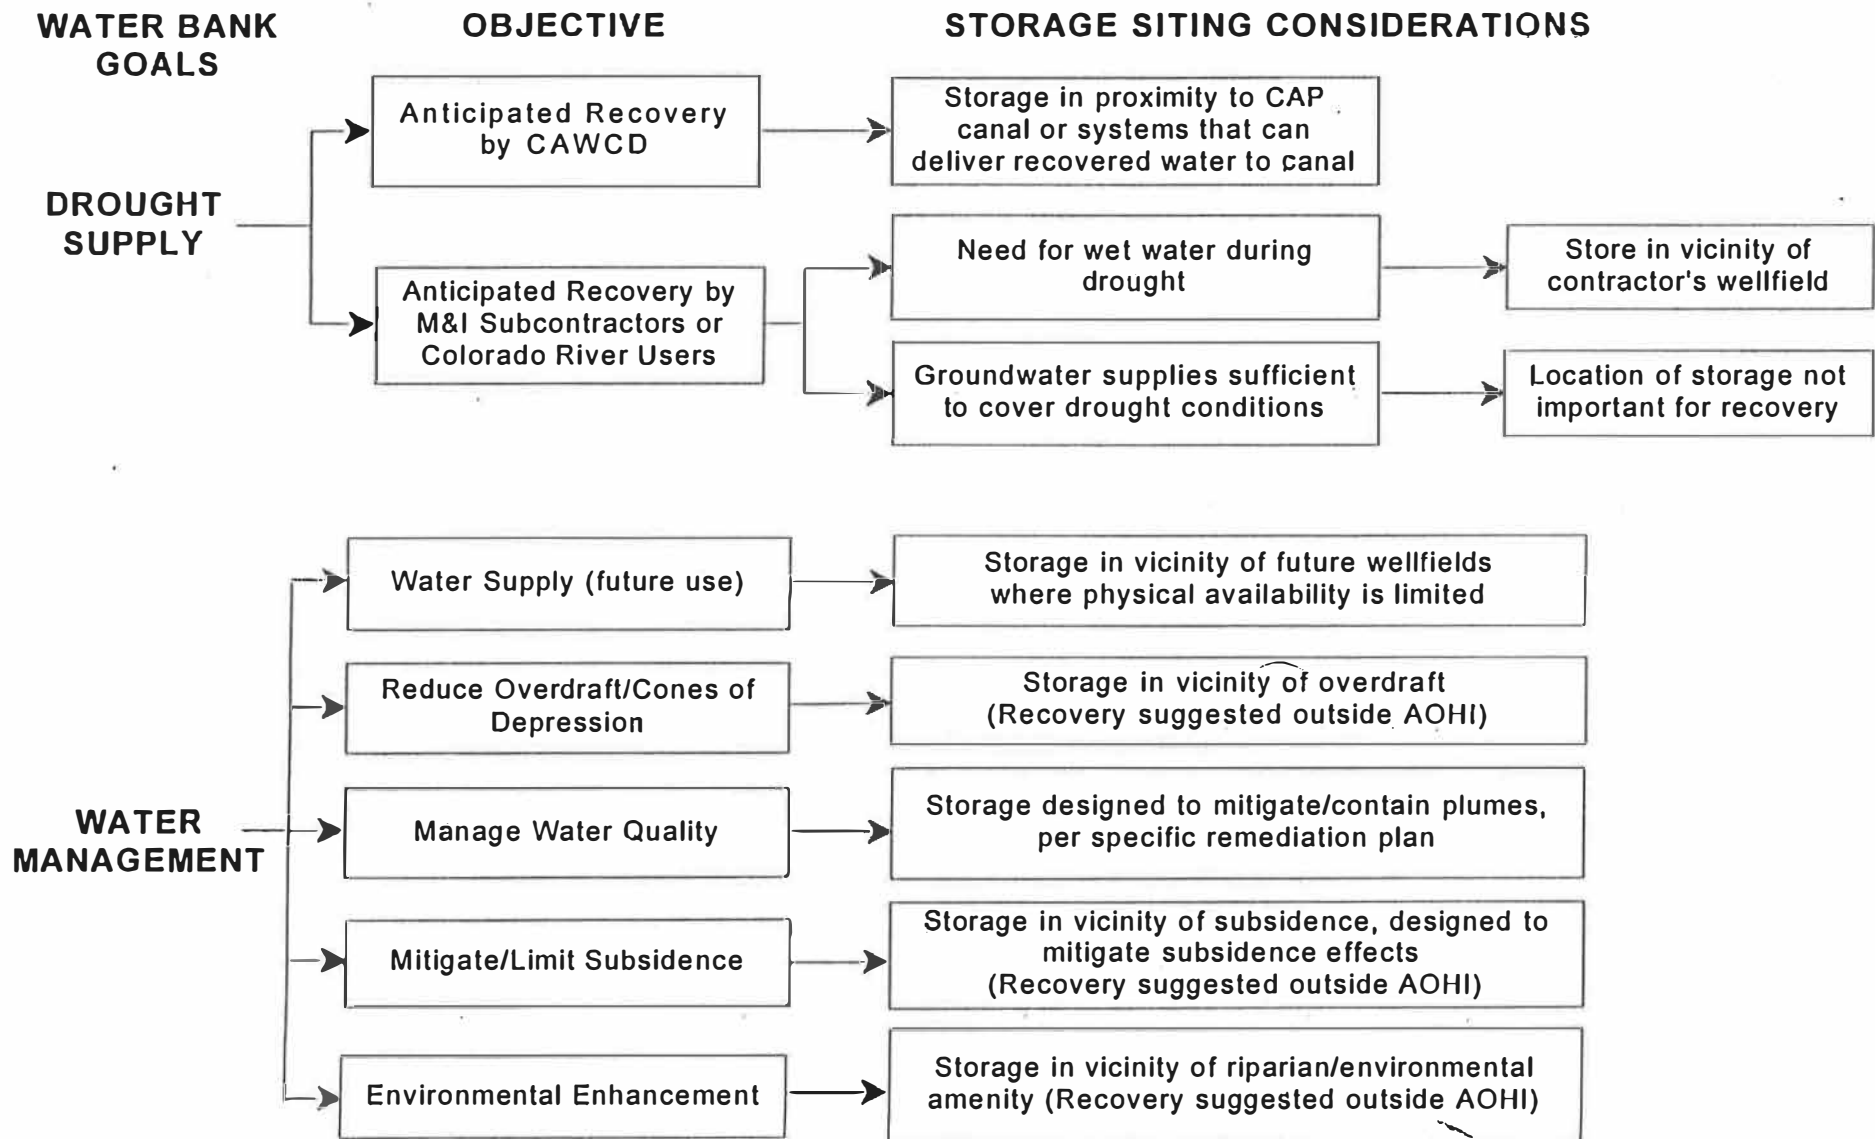 WATER BANK
GOALS
OBJECTIVE
STORAGE SITING CONSIDERATIONS
DROUGHT
SUPPLY
Anticipated Recovery
by CAWCD
Storage in proximity to CAP
canal or systems that can
deliver recovered water to canal
Anticipated Recovery by
M&I Subcontractors or
Colorado River Users
Need for wet water during
drought
Store in vicinity of
contractor's wellfield
Groundwater supplies sufficient
to cover drought conditions
Location of storage not
important for recovery
WATER
MANAGEMENT
Water Supply (future use)
Storage in vicinity of future wellfields
where physical availability is limited
Reduce Overdraft/Cones of
Depression
Storage in vicinity of overdraft
(Recovery suggested outside AOHI)
Manage Water Quality
Storage designed to mitigate/contain plumes,
per specific remediation plan
Mitigate/Limit Subsidence
Storage in vicinity of subsidence, designed to
mitigate subsidence effects
(Recovery suggested outside AOHI)
Environmental Enhancement
Storage in vicinity of riparian/environmental
amenity (Recovery suggested outside AOHI)